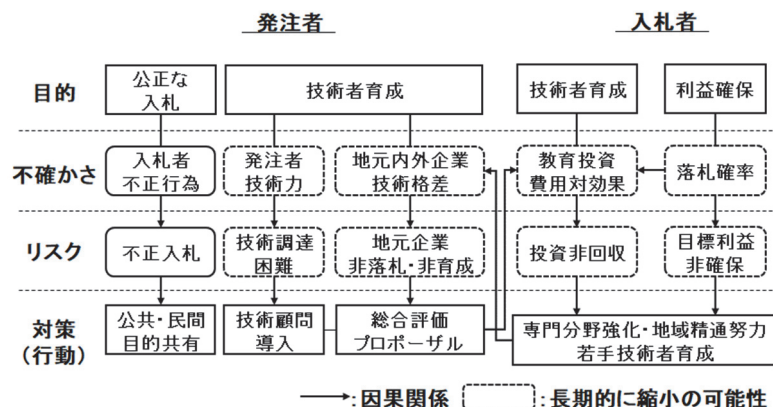 発注者
入札者
目的
公正な
入札
技術者育成
技術者育成
利益確保
不確かさ
入札者
不正行為
発注者
技術力
地元内外企業
技術格差
教育投資
費用対効果
落札確率
リスク
不正入札
技術調達
困難
地元企業
非落札・非育成
投資非回収
目標利益
非確保
対策
（行動）
公共・民間
目的共有
技術顧問
導入
総合評価
プロポーザル
専門分野強化・地域精通努力
若手技術者育成
：因果関係
：長期的に縮小の可能性